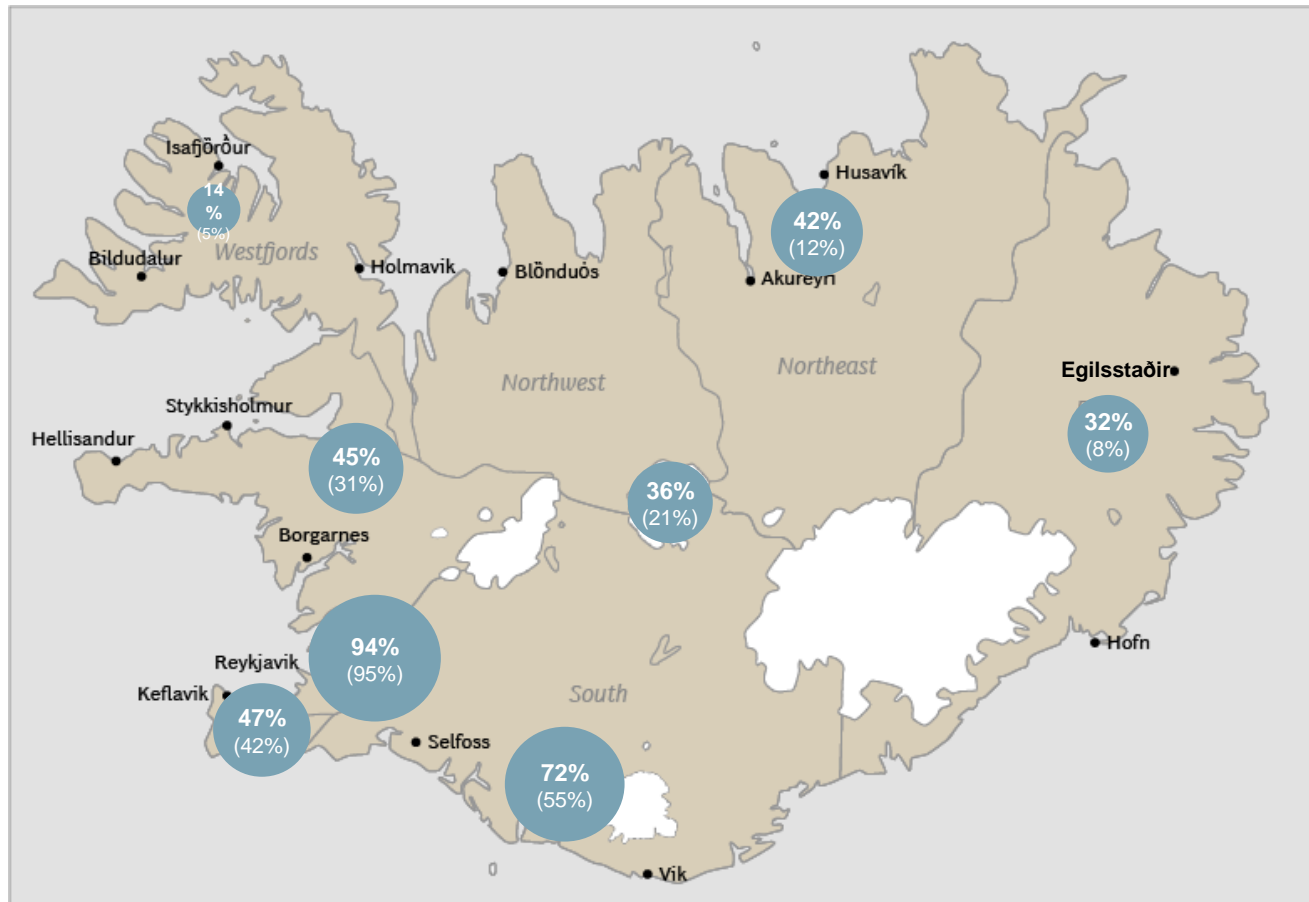 Isafjörður
14
%
(5%)
Westfjords
Bildudalur
Holmavik
Blönduós
Husavík
42%
(12%)
Akureyri
Northwest
Northeast
Egilsstaðir
32%
(8%)
Stykkisholmur
Hellisandur
45%
(31%)
36%
(21%)
Borgarnes
94%
(95%)
Reykjavik
Keflavik
47%
(42%)
South
Hofn
Selfoss
72%
(55%)
Vik